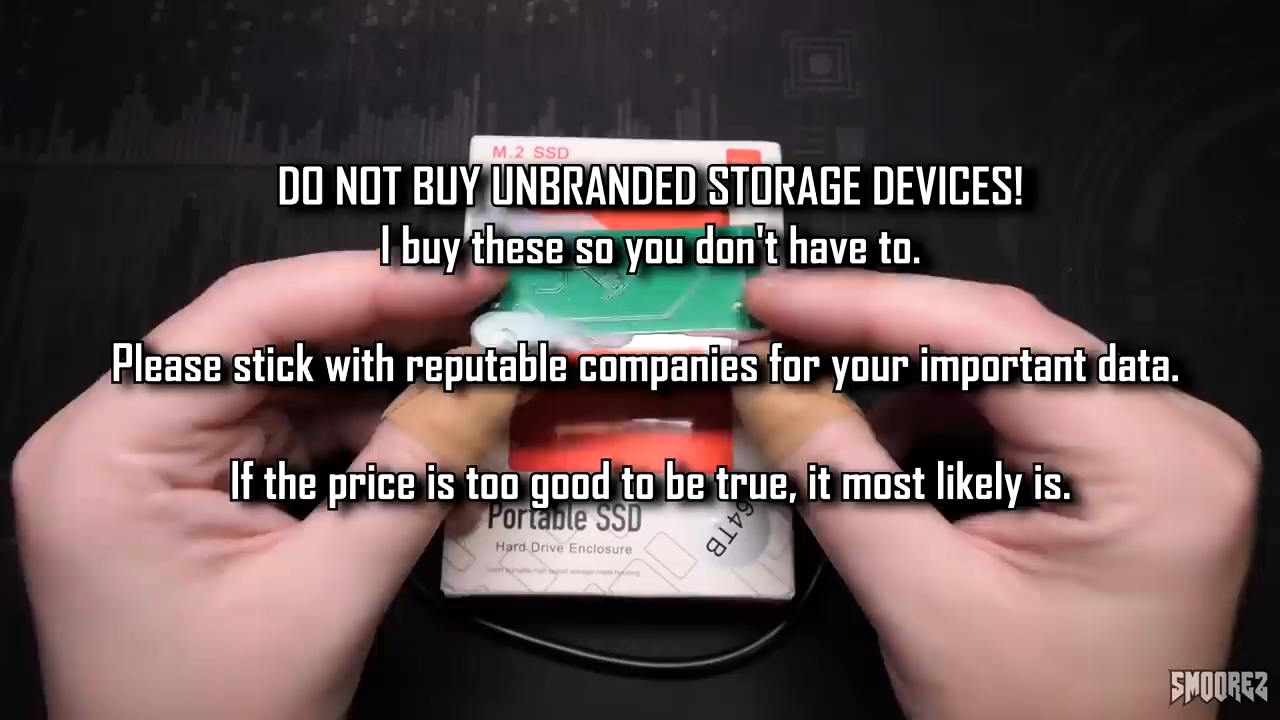 M.2 SSD
DO NOT BUY UNBRANDED STORAGE DEVICES!
I buy these so you don't have to.
Please stick with reputable companies for your important data.
If the price is too good to be true, it most likely is.
Portable SSD
64TB
Hard Drive Enclosure
SMOOREZ